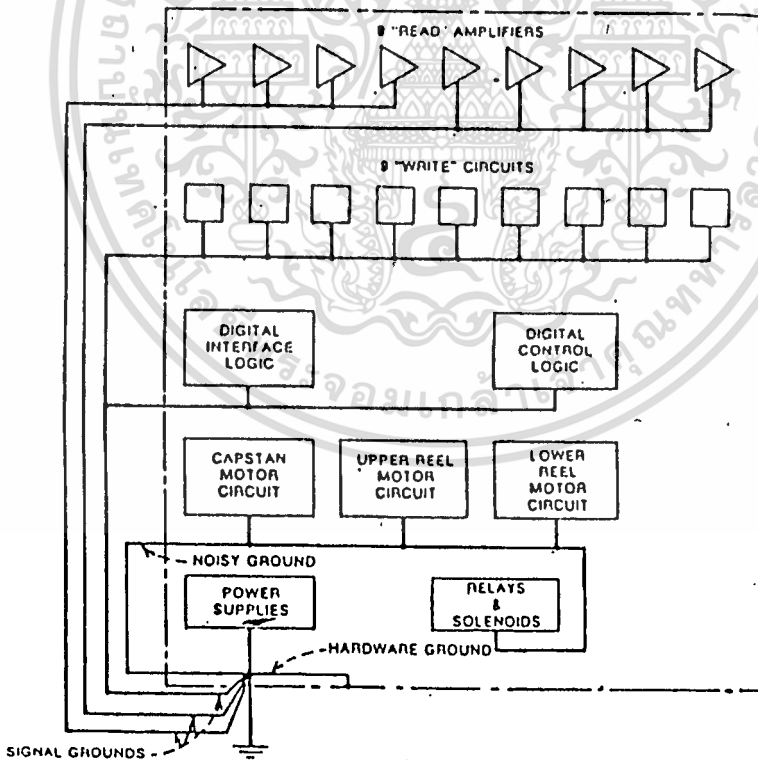 9 "READ" AMPLIFIERS
9 "WRITE" CIRCUITS
DIGITAL
INTERFACE
LOGIC
DIGITAL
CONTROL
LOGIC
CAPSTAN
MOTOR
CIRCUIT
UPPER REEL
MOTOR
CIRCUIT
LOWER
REEL
MOTOR
CIRCUIT
NOISY GROUND
POWER
SUPPLIES
RELAYS
&
SOLENOIDS
HARDWARE GROUND
SIGNAL GROUNDS